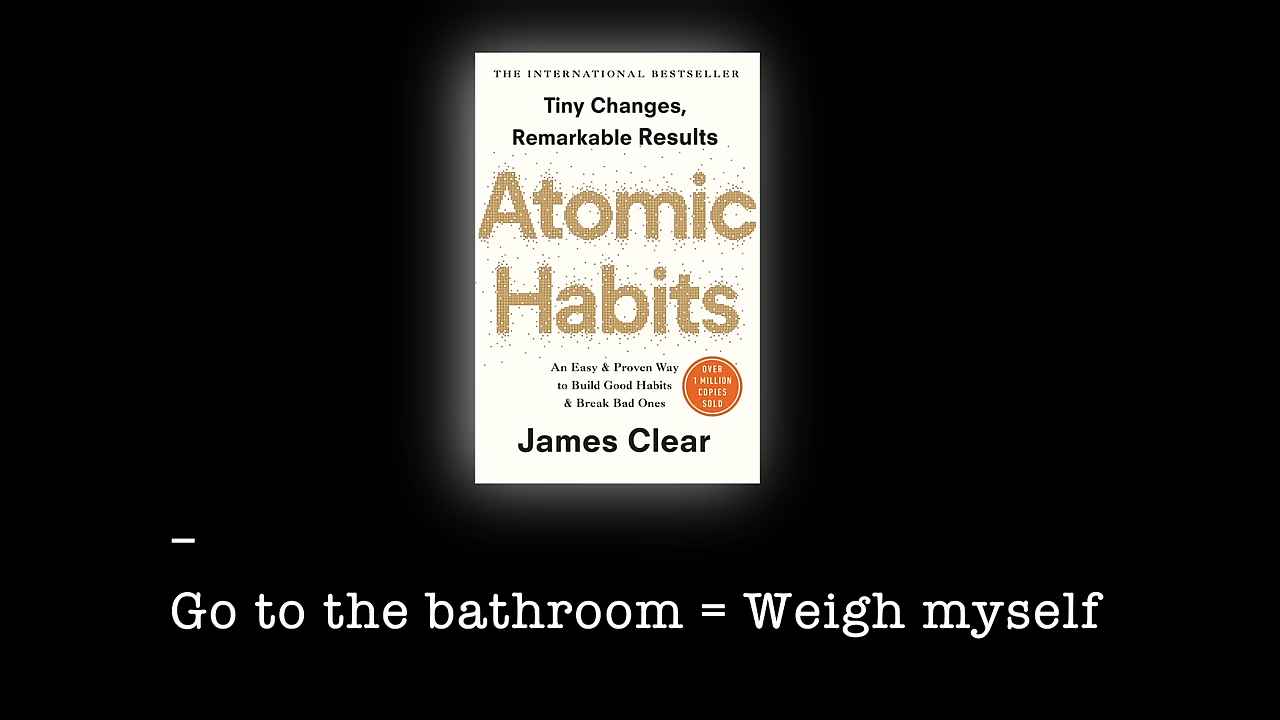 THE INTERNATIONAL BESTSELLER
Tiny Changes,
Remarkable Results
Atomic
Habits
An Easy & Proven Way
to Build Good Habits
& Break Bad Ones
OVER
1 MILLION
COPIES
SOLD
James Clear
–
Go to the bathroom = Weigh myself